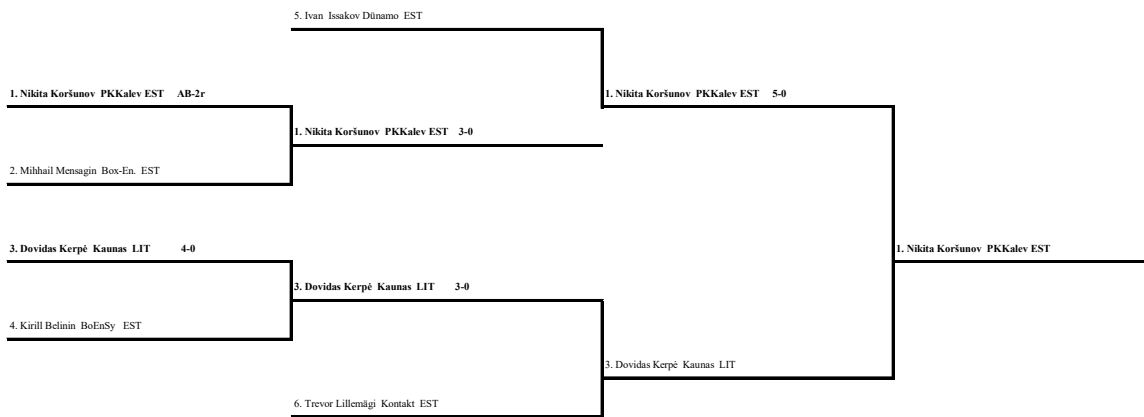 5. Ivan Issakov Dünamo EST
1. Nikita Koršunov PKKalev EST AB-2r
1. Nikita Koršunov PKKalev EST 5-0
1. Nikita Koršunov PKKalev EST 3-0
2. Mihhail Mensagin Box-En. EST
3. Dovidas Kerpė Kaunas LIT 4-0
1. Nikita Koršunov PKKalev EST
3. Dovidas Kerpė Kaunas LIT 3-0
4. Kirill Belinin BoEnSy EST
3. Dovidas Kerpė Kaunas LIT
6. Trevor Lillemägi Kontakt EST